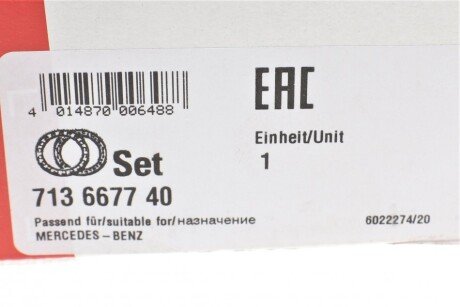 EAC
4 014870 006488
Einheit/Unit
1
Set
713 6677 40
Passend für/suitable for/назначение
MERCEDES-BENZ
6022274/20